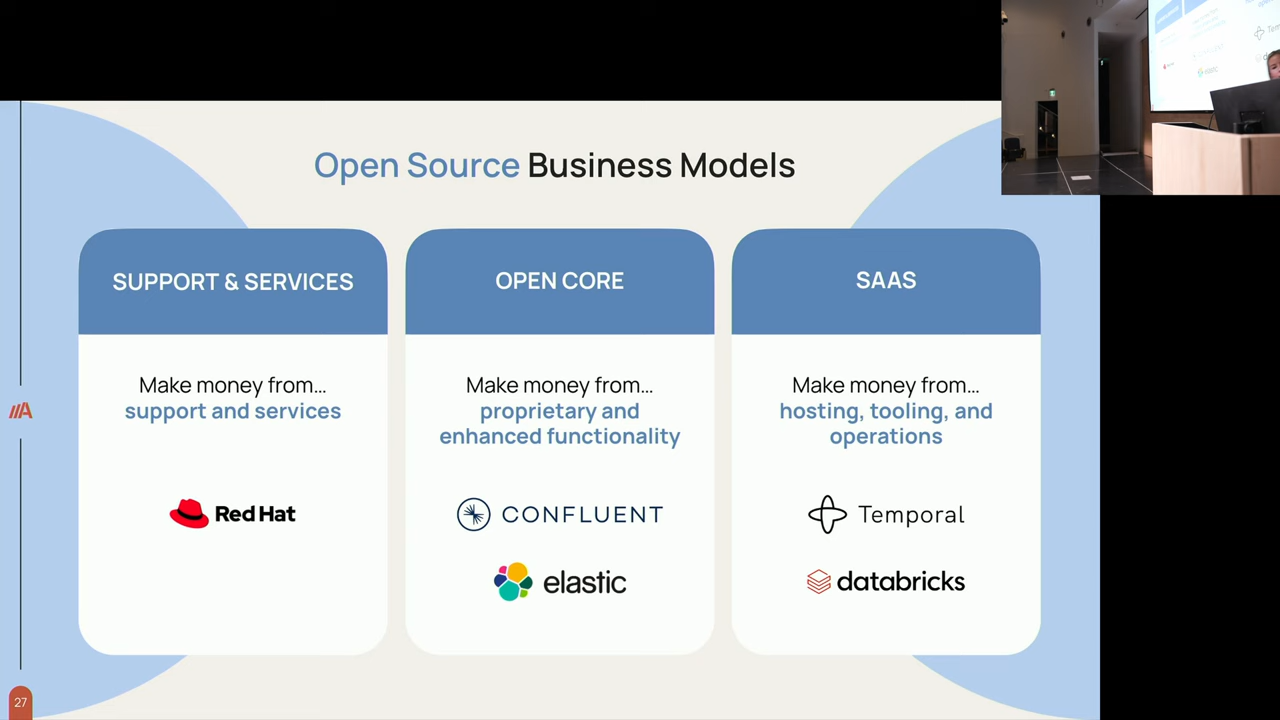 Open Source Business Models
SUPPORT & SERVICES
Make money from...
support and services
Red Hat
OPEN CORE
Make money from...
proprietary and
enhanced functionality
CONFLUENT
elastic
SAAS
Make money from...
hosting, tooling, and
operations
Temporal
databricks
27